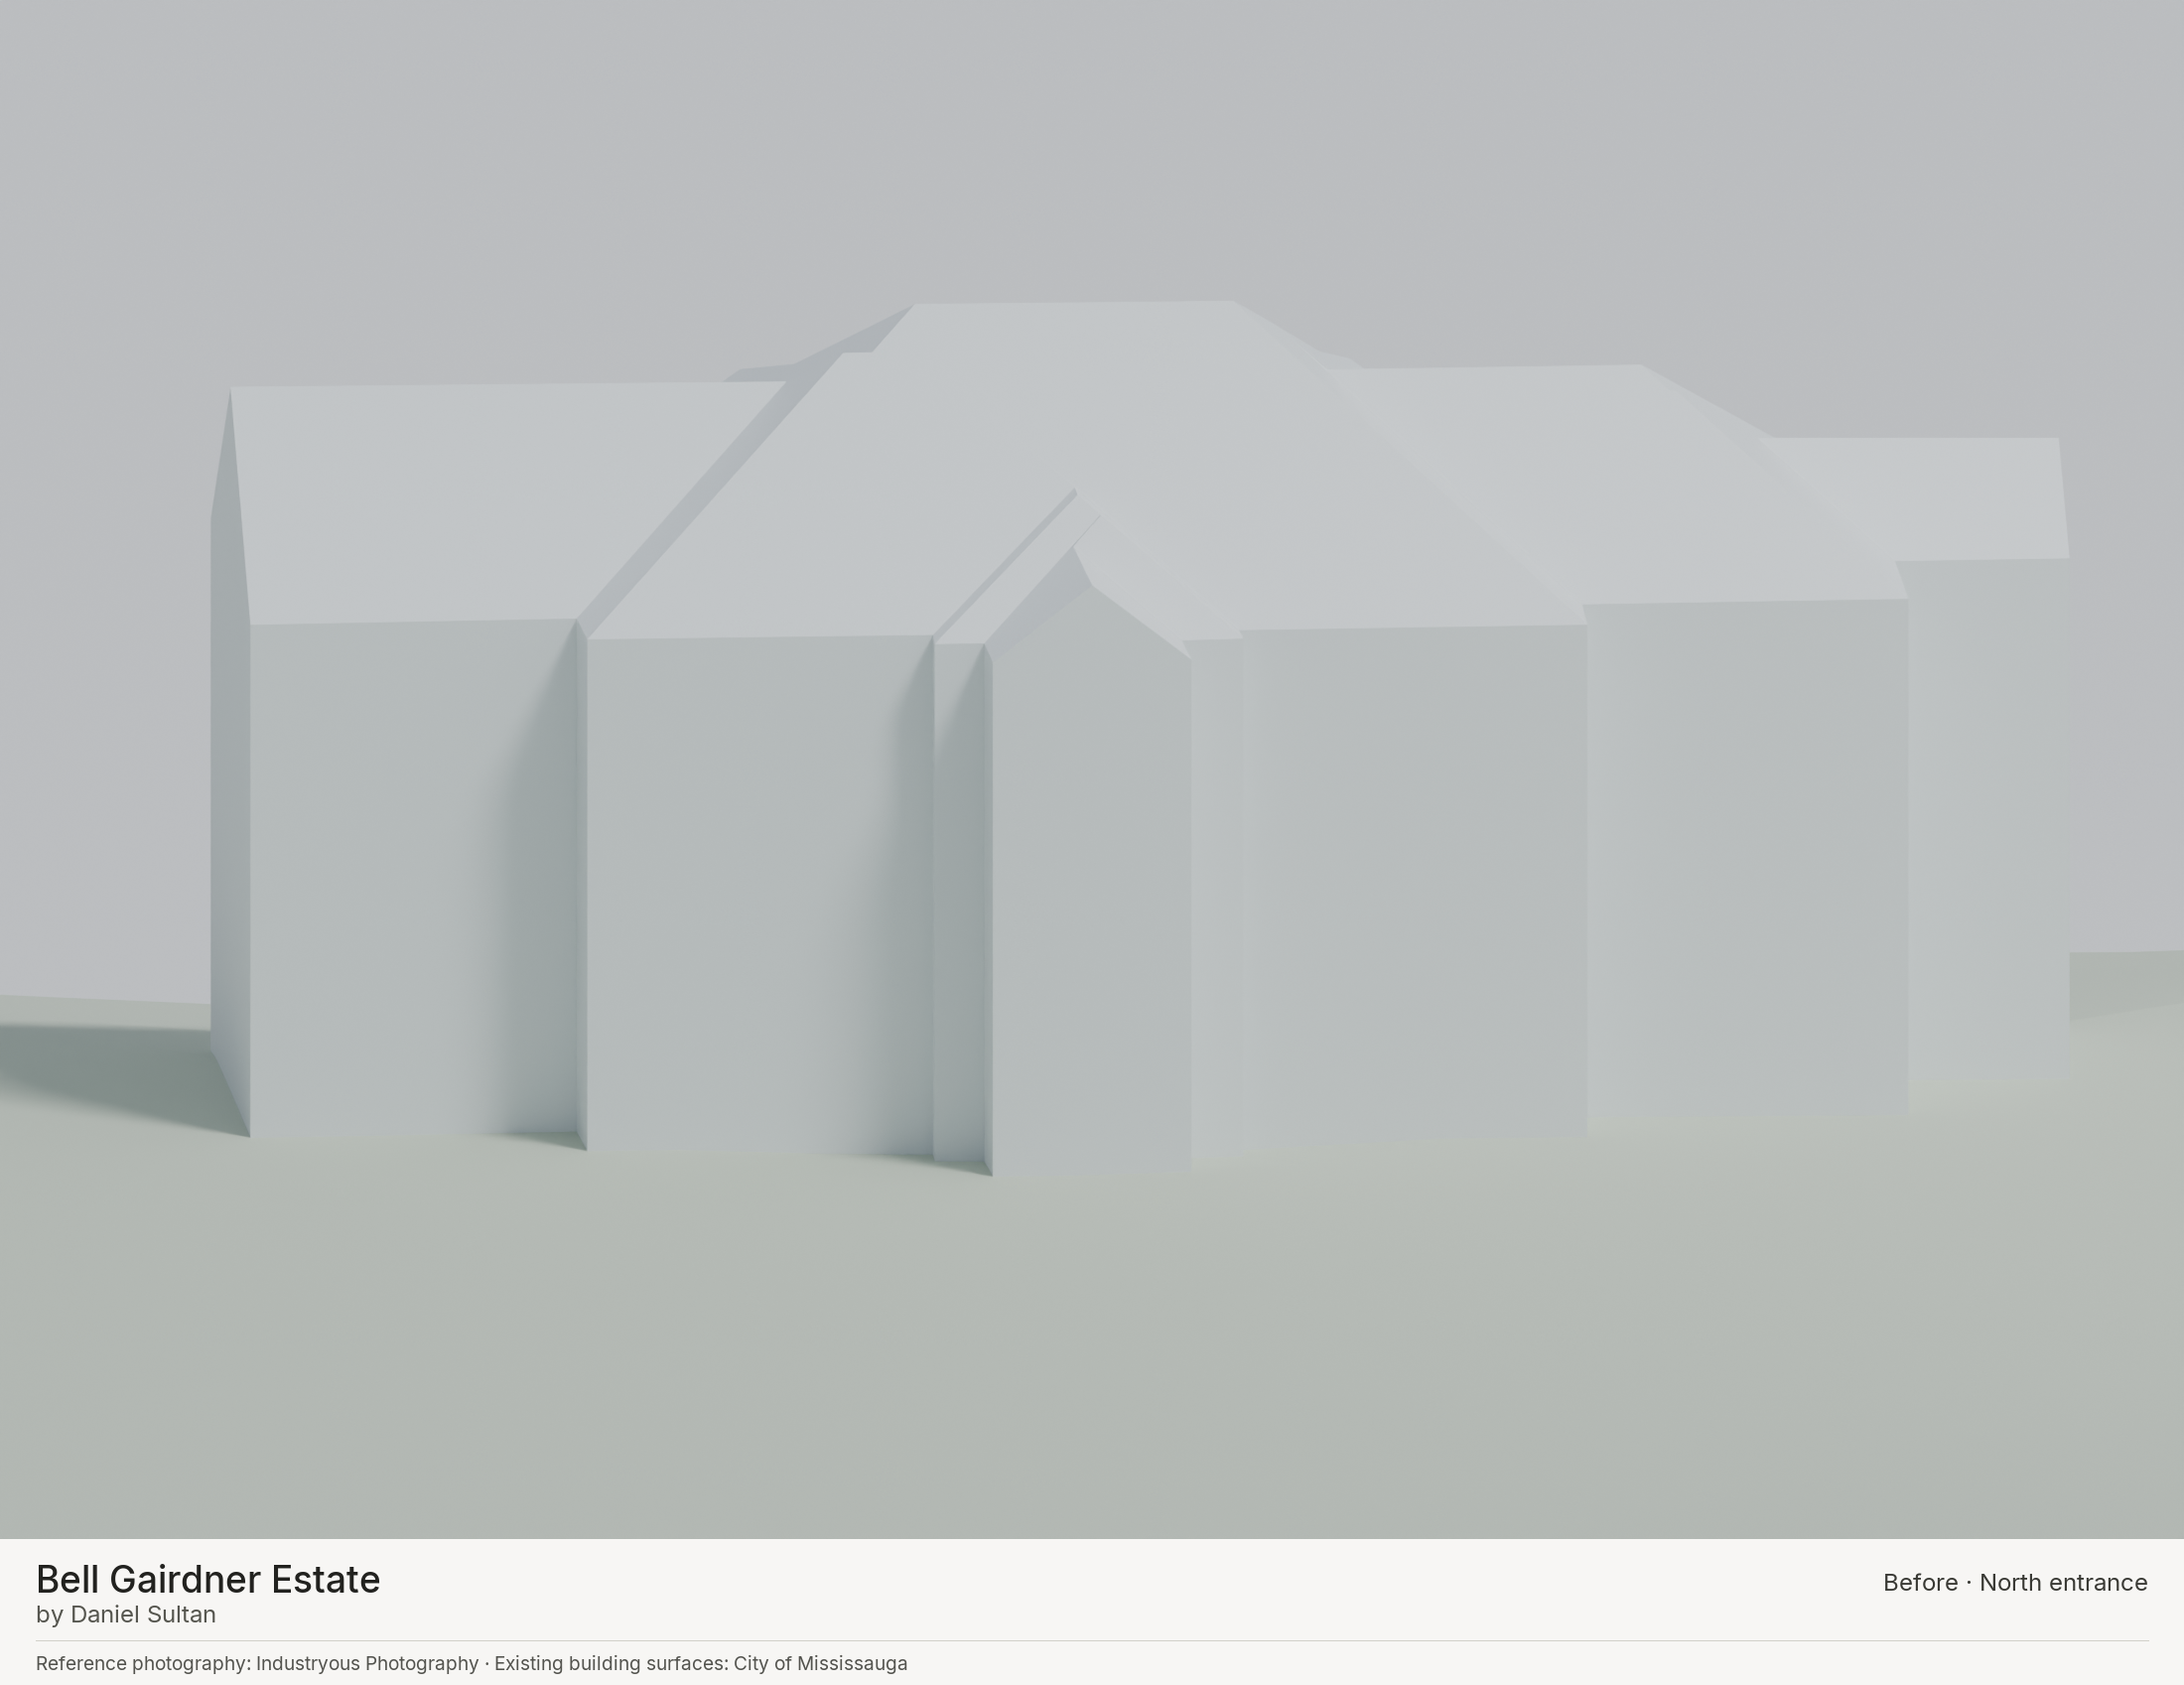 Bell Gairdner Estate
Before · North entrance
by Daniel Sultan
Reference photography: Industryous Photography · Existing building surfaces: City of Mississauga